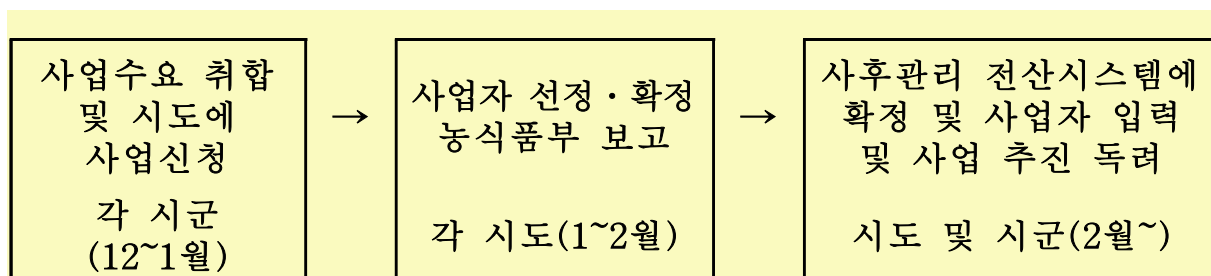 사업수요 취합
및 시도에
사업신청
각 시군
(12~1월)
→
사업자 선정·확정
농식품부 보고
각 시도(1~2월)
→
사후관리 전산시스템에
확정 및 사업자 입력
및 사업 추진 독려
시도 및 시군(2월~)